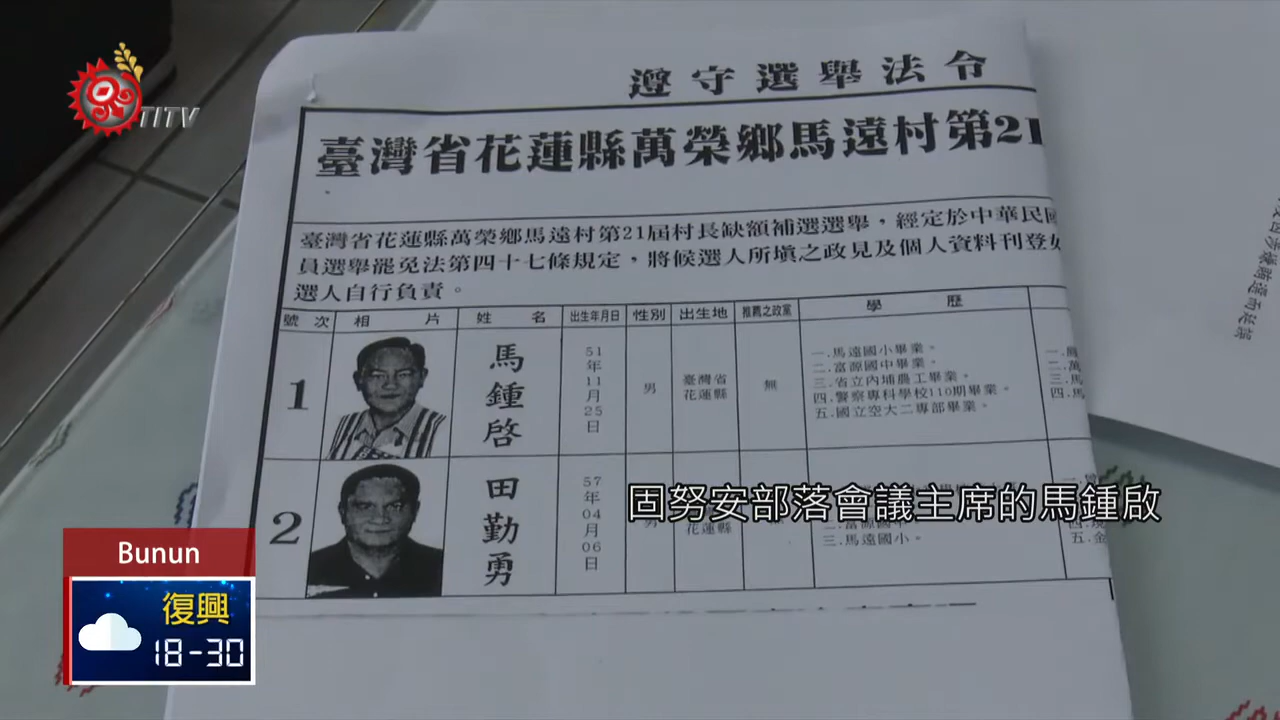 遵守選舉法令
TITV
臺灣省花蓮縣萬榮鄉馬遠村第21
臺灣省花蓮縣萬榮鄉馬遠村第21屆村長缺額補選選舉，經定於中華民國
員選舉罷免法第四十七條規定，將候選人所填之政見及個人資料刊登如
選人自行負責。
號次 相片 姓名 出生年月日 性別 出生地 推薦之政黨 學歷
1 馬鍾啓 51年11月25日 男 臺灣省花蓮縣 無
一.馬遠國小畢業。
二.富源國中畢業。
三.省立內埔農工畢業。
四.警察專科學校110期畢業。
五.國立空大二專部畢業。
2 田勤勇 57年04月06日 男 花蓮縣
三.馬遠國小。
固努安部落會議主席的馬鍾啟
Bunun
復興
18-30